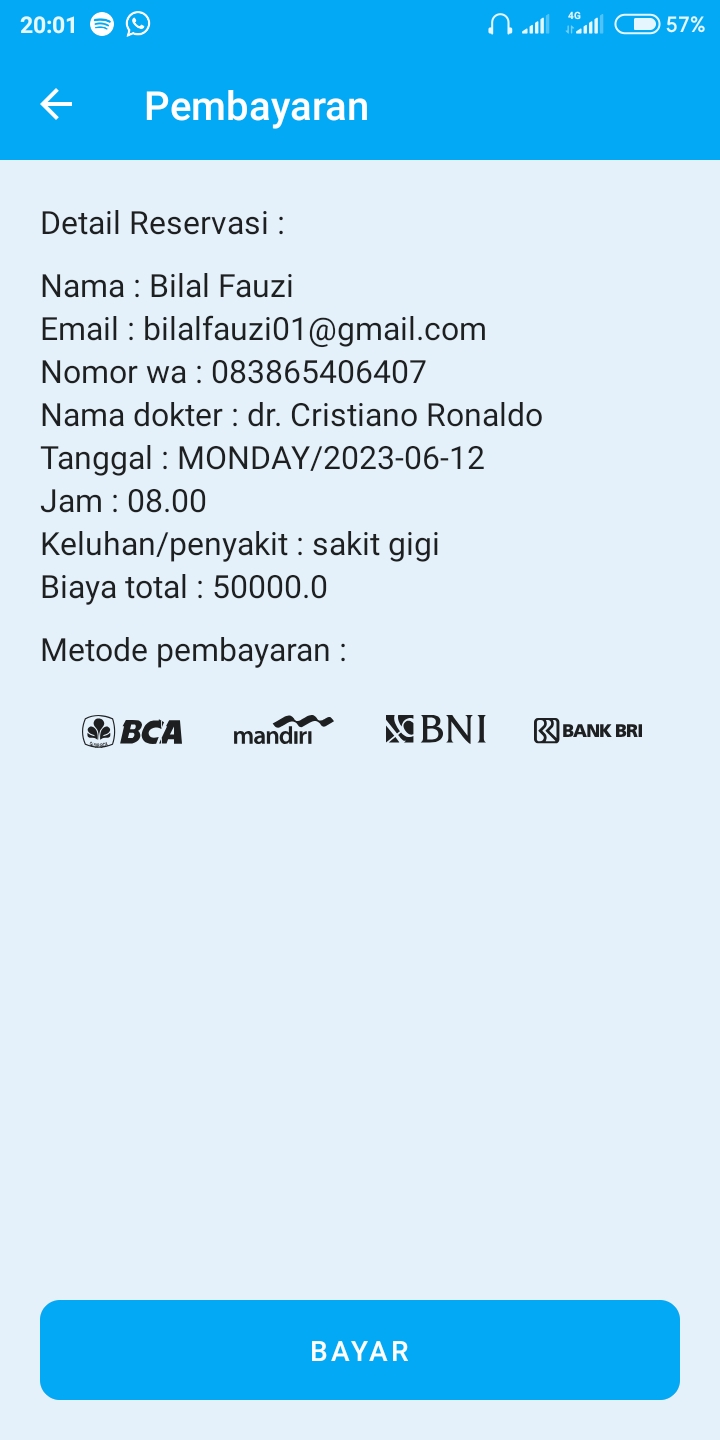 20:01 4G 57%
Pembayaran
Detail Reservasi :
Nama : Bilal Fauzi
Email : bilalfauzi01@gmail.com
Nomor wa : 083865406407
Nama dokter : dr. Cristiano Ronaldo
Tanggal : MONDAY/2023-06-12
Jam : 08.00
Keluhan/penyakit : sakit gigi
Biaya total : 50000.0
Metode pembayaran :
BCA mandiri BNI BANK BRI
BAYAR